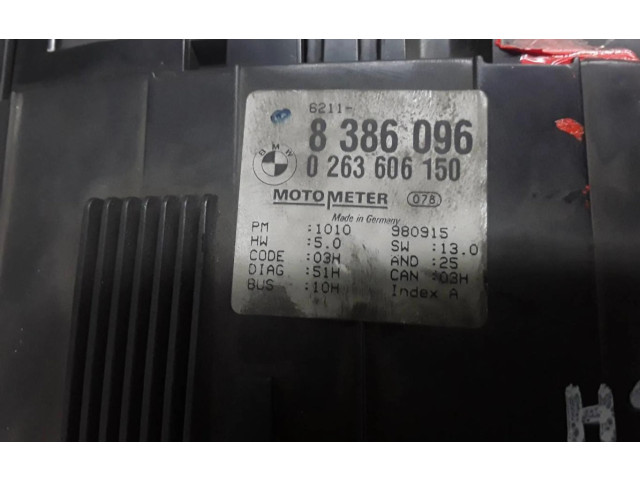 6211-
8 386 096
BMW
0 263 606 150
MOTOMETER 078
Made in Germany
PM :1010 980915
HW :5.0 SW :13.0
CODE :03H AND :25
DIAG :51H CAN :03H
BUS :10H Index A
H